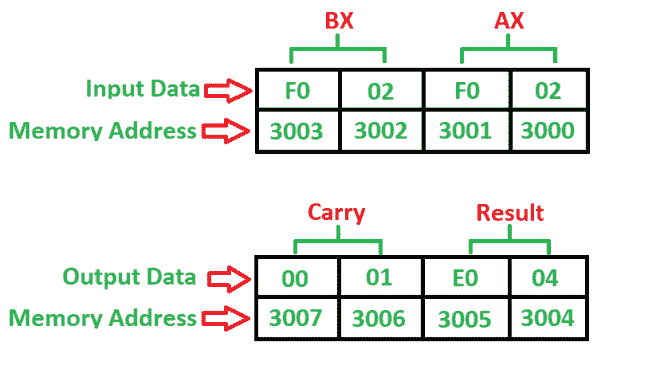 BX AX
Input Data F0 02 F0 02
Memory Address 3003 3002 3001 3000
Carry Result
Output Data 00 01 E0 04
Memory Address 3007 3006 3005 3004